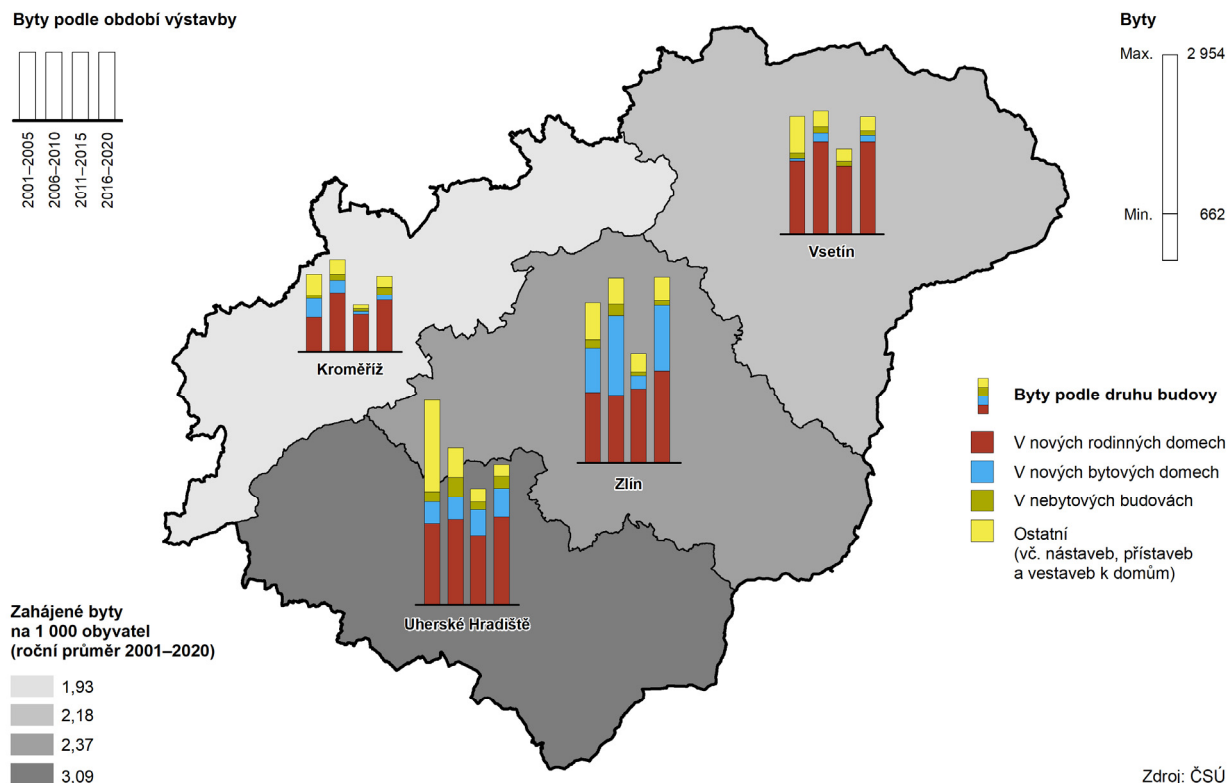 Byty podle období výstavby
2001–2005
2006–2010
2011–2015
2016–2020
Byty
Max. 2 954
Min. 662
Vsetín
Kroměříž
Zlín
Uherské Hradiště
Byty podle druhu budovy
V nových rodinných domech
V nových bytových domech
V nebytových budovách
Ostatní
(vč. nástaveb, přístaveb
a vestaveb k domům)
Zahájené byty
na 1 000 obyvatel
(roční průměr 2001–2020)
1,93
2,18
2,37
3.09
Zdroj: ČSÚ